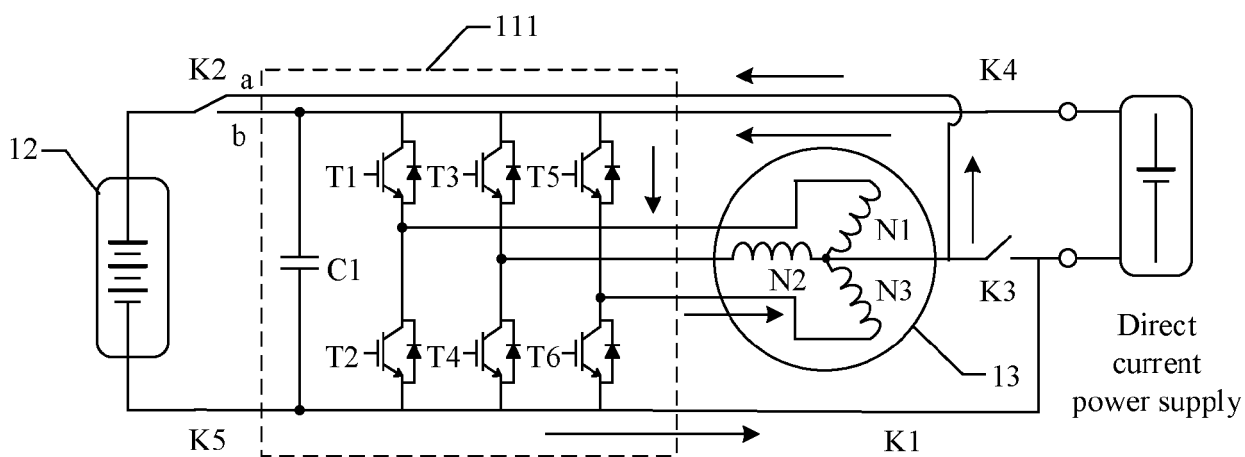 111
K2
a
K4
b
12
T1
T3
T5
N1
C1
N2
K3
N3
T2
T4
T6
13
Direct
current
power supply
K5
K1